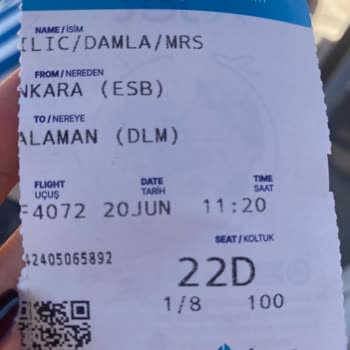 NAME / İSİM
ILIC/DAMLA/MRS
FROM / NEREDEN
NKARA (ESB)
TO / NEREYE
ALAMAN (DLM)
FLIGHT DATE TIME
UÇUŞ TARİH SAAT
F4072 20JUN 11:20
SEAT / KOLTUK
42405065892
22D
1/8 100